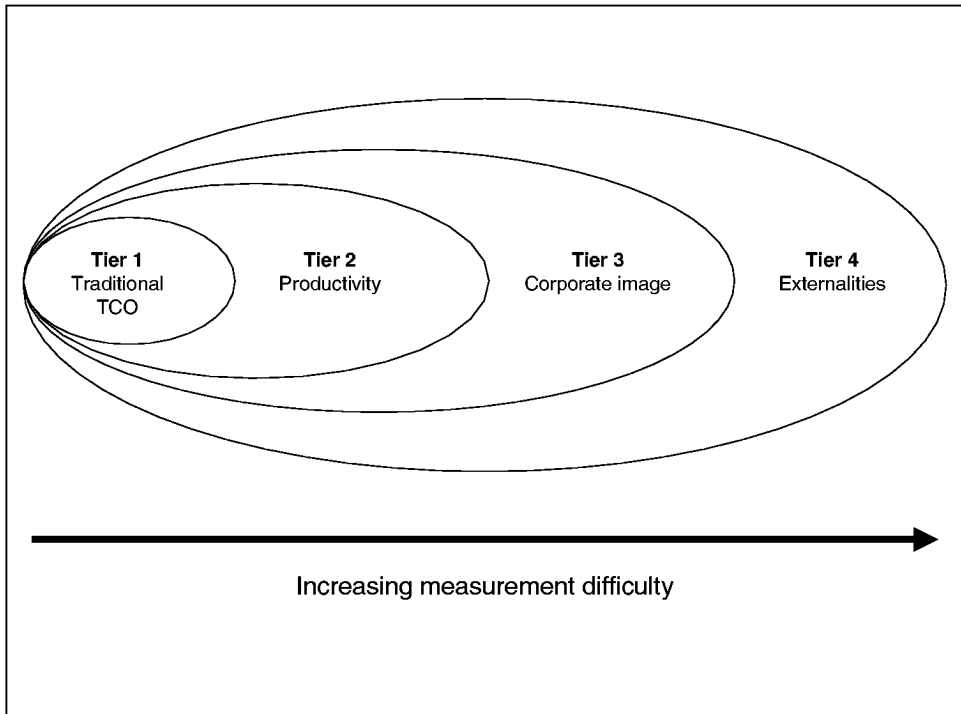 Tier 1
Traditional
TCO
Tier 2
Productivity
Tier 3
Corporate image
Tier 4
Externalities
Increasing measurement difficulty